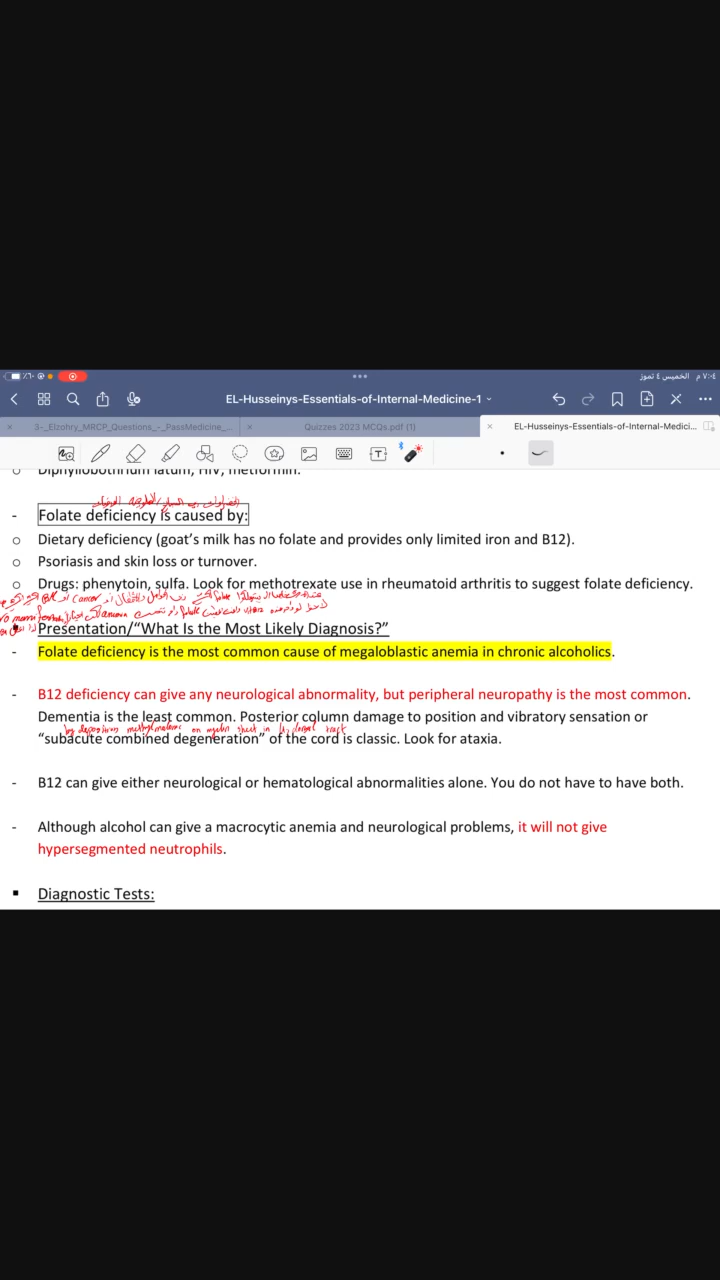 ٪٦٠
٧:٠٤ م الخميس ٤ تموز
EL-Husseinys-Essentials-of-Internal-Medicine-1
3-_Elzohry_MRCP_Questions_-_PassMedicine_...
Quizzes 2023 MCQs.pdf (1)
EL-Husseinys-Essentials-of-Internal-Medici...
o Diphyllobothrium latum, HIV, metformin.
- Folate deficiency is caused by:
o Dietary deficiency (goat’s milk has no folate and provides only limited iron and B12).
o Psoriasis and skin loss or turnover.
o Drugs: phenytoin, sulfa. Look for methotrexate use in rheumatoid arthritis to suggest folate deficiency.
▪ Presentation/“What Is the Most Likely Diagnosis?”
- Folate deficiency is the most common cause of megaloblastic anemia in chronic alcoholics.
- B12 deficiency can give any neurological abnormality, but peripheral neuropathy is the most common.
Dementia is the least common. Posterior column damage to position and vibratory sensation or
“subacute combined degeneration” of the cord is classic. Look for ataxia.
- B12 can give either neurological or hematological abnormalities alone. You do not have to have both.
- Although alcohol can give a macrocytic anemia and neurological problems, it will not give
hypersegmented neutrophils.
▪ Diagnostic Tests: